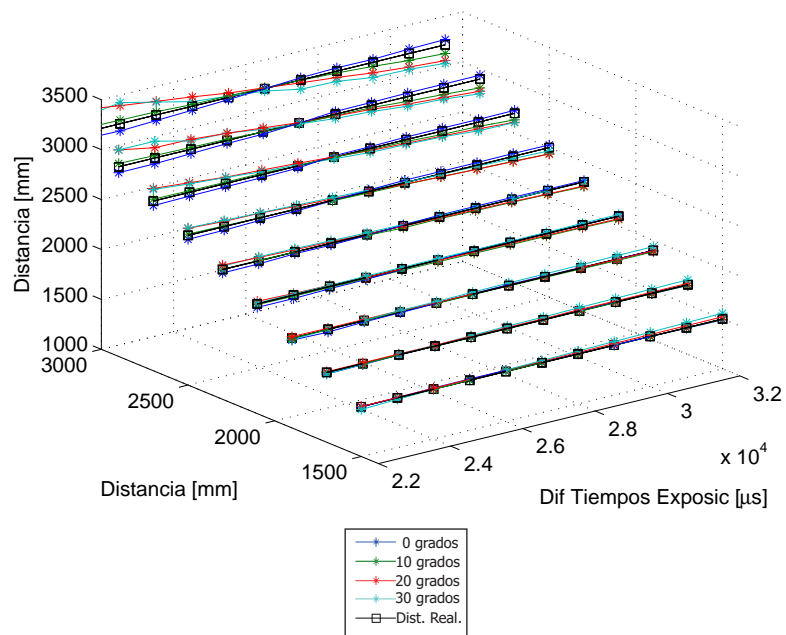 3500
3000
2500
2000
1500
1000
Distancia [mm]
3000
2500
2000
1500
Distancia [mm]
2.2
2.4
2.6
2.8
3
3.2
x 10^4
Dif Tiempos Exposic [µs]
0 grados
10 grados
20 grados
30 grados
Dist. Real.